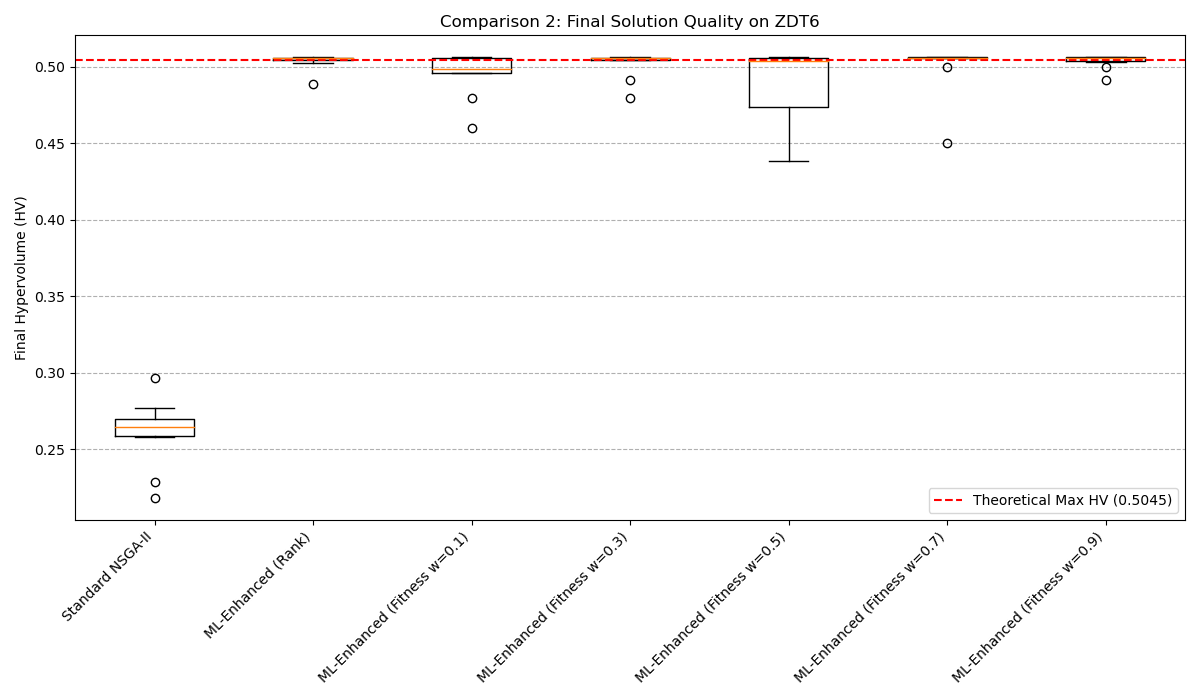 Comparison 2: Final Solution Quality on ZDT6
Final Hypervolume (HV)
0.50
0.45
0.40
0.35
0.30
0.25
Theoretical Max HV (0.5045)
Standard NSGA-II
ML-Enhanced (Rank)
ML-Enhanced (Fitness w=0.1)
ML-Enhanced (Fitness w=0.3)
ML-Enhanced (Fitness w=0.5)
ML-Enhanced (Fitness w=0.7)
ML-Enhanced (Fitness w=0.9)